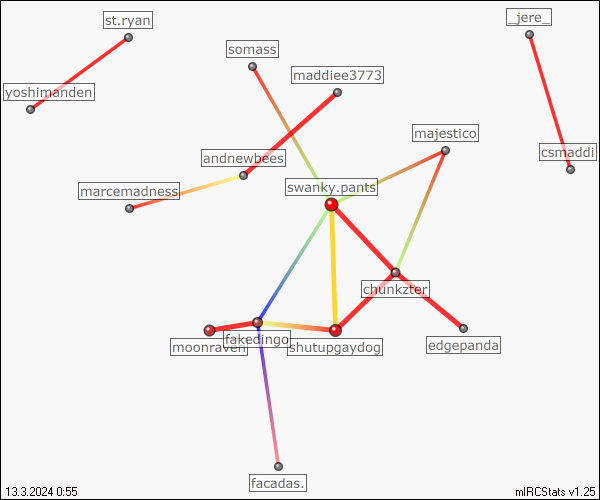 st.ryan
_jere_
somass
maddiee3773
yoshimanden
majestico
csmaddi
andnewbees
swanky.pants
marcemadness
chunkzter
fakedingo
moonraven
shutupgaydog
edgepanda
facadas.
13.3.2024 0:55
mIRCStats v1.25